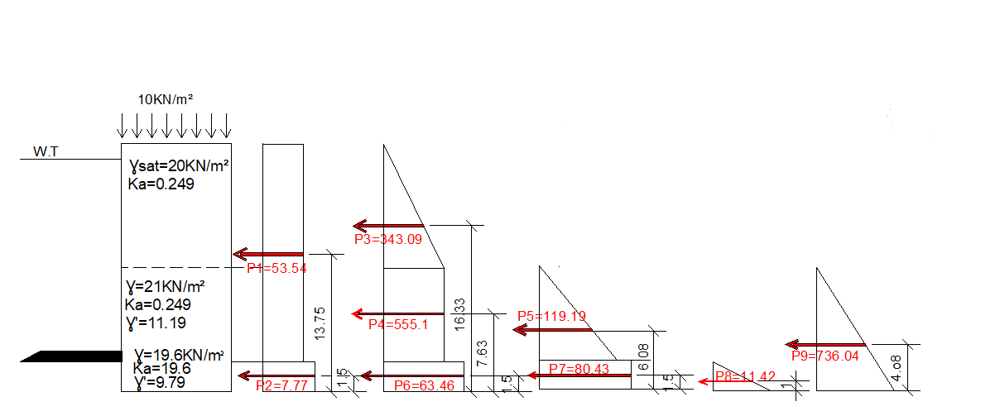 10KN/m²
W.T
Ɣsat=20KN/m²
Ka=0.249
P3=343.09
P1=53.54
Ɣ=21KN/m²
Ka=0.249
Ɣ'=11.19
13.75
P4=555.1
16.33
7.63
P5=119.19
6.08
P9=736.04
4.o8
Ɣ=19.6KN/m²
Ka=19.6
Ɣ'=9.79
P2=7.77
1.5
P6=63.46
1.5
P7=80.43
1.5
P8=11.42
1